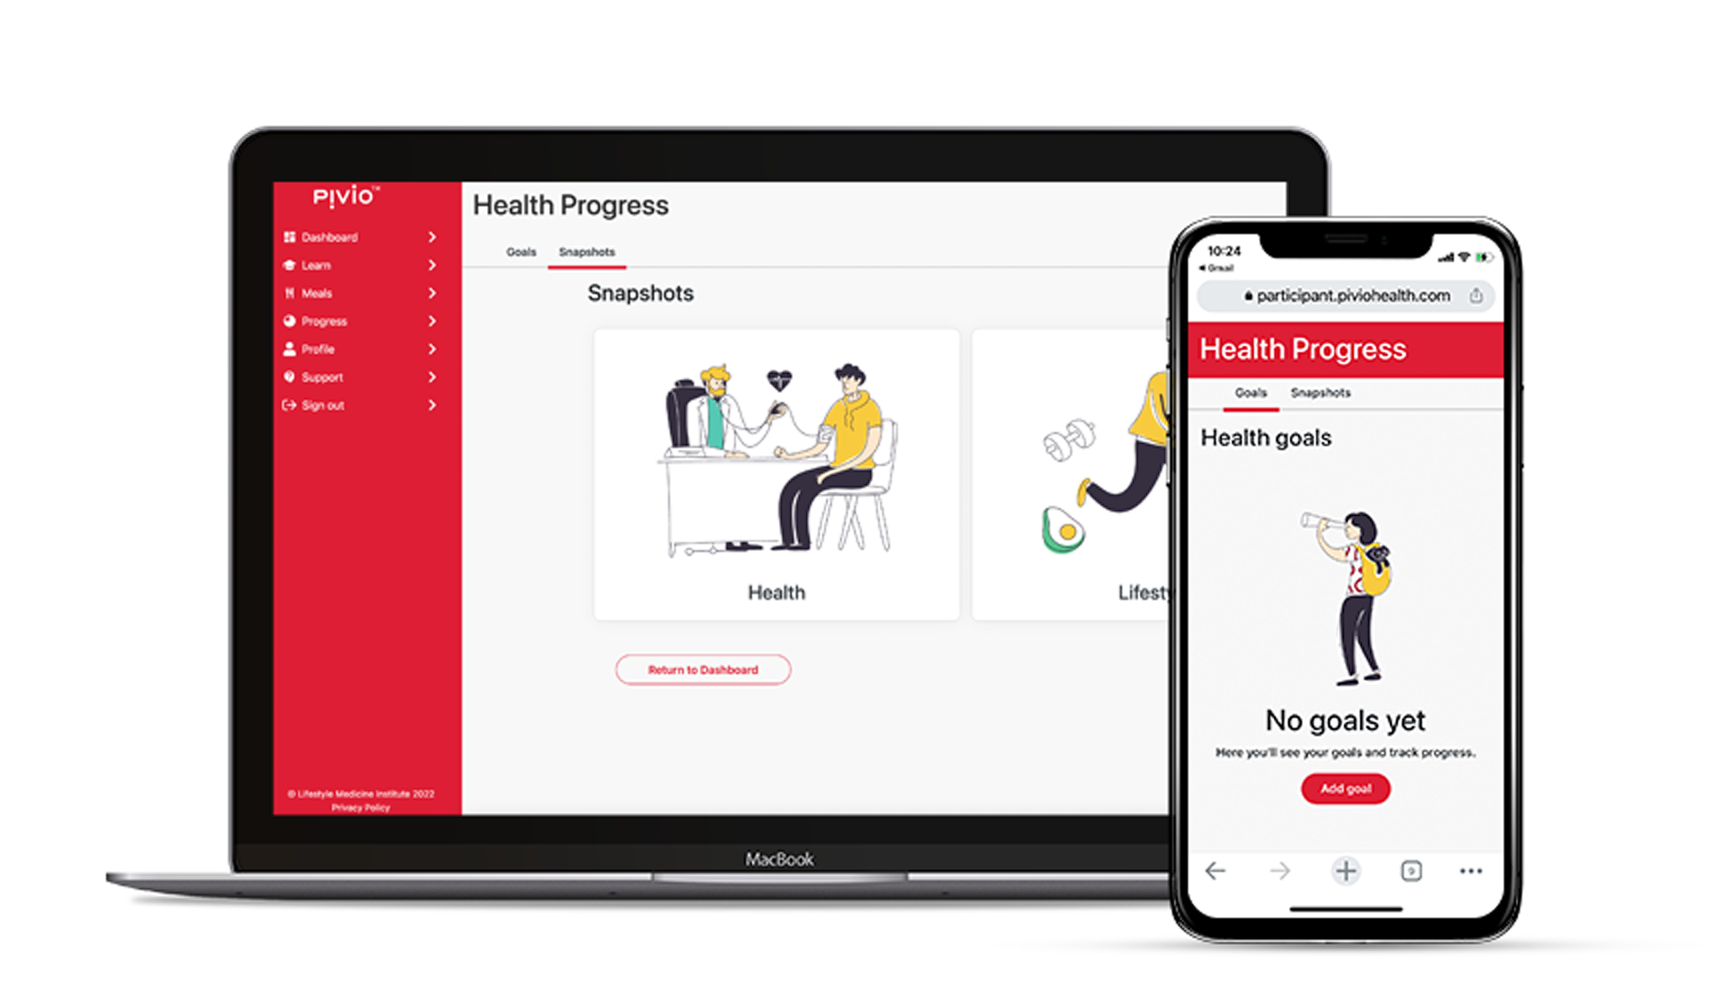 PiViO™
Dashboard
Learn
Meals
Progress
Profile
Support
Sign out
© Lifestyle Medicine Institute 2022
Privacy Policy
Health Progress
Goals Snapshots
Snapshots
Health
Lifesty
Return to Dashboard
MacBook
10:24
Gmail
participant.piviohealth.com
Health Progress
Goals Snapshots
Health goals
No goals yet
Here you'll see your goals and track progress.
Add goal
9